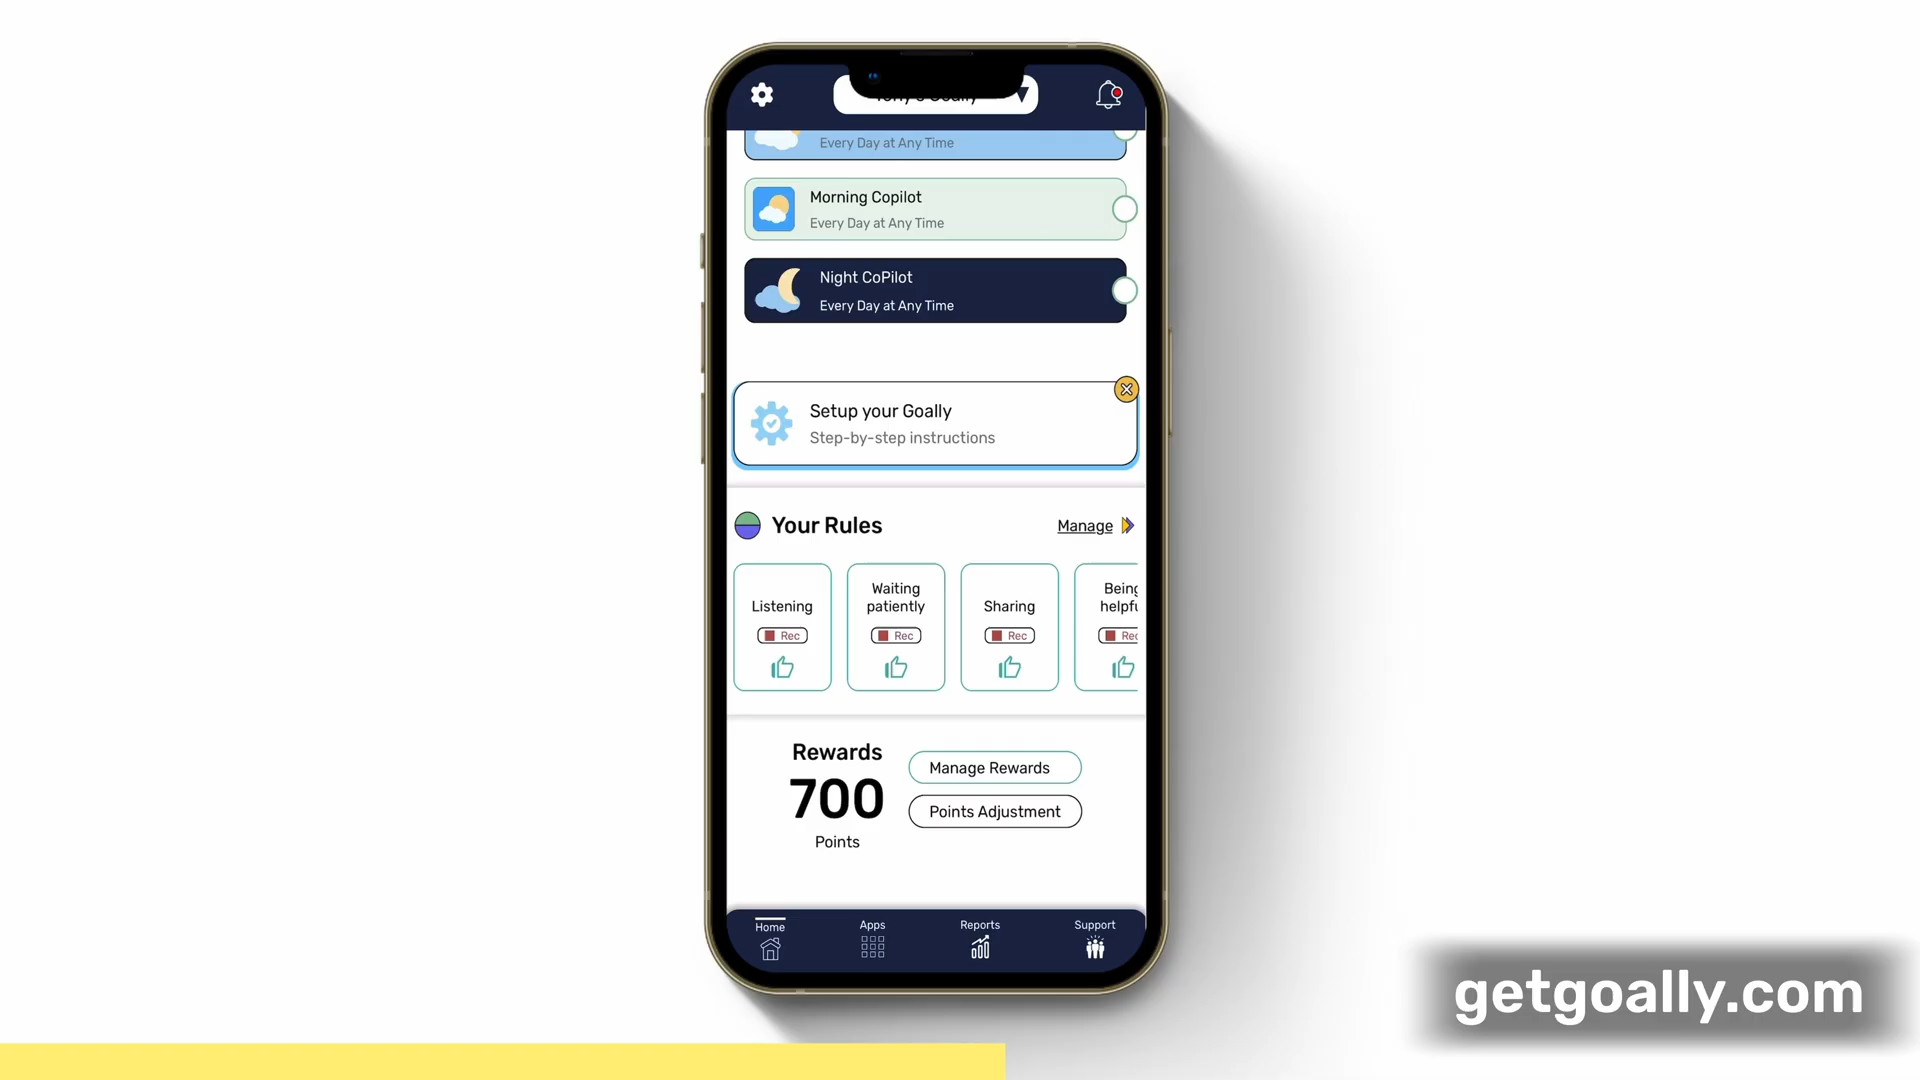 Every Day at Any Time
Morning Copilot
Every Day at Any Time
Night CoPilot
Every Day at Any Time
Setup your Goally
Step-by-step instructions
Your Rules
Manage
Listening
Rec
Waiting
patiently
Rec
Sharing
Rec
Being
helpfu
Rec
Rewards
700
Points
Manage Rewards
Points Adjustment
Home
Apps
Reports
Support
getgoally.com